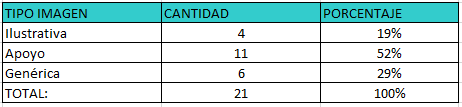 TIPO IMAGEN CANTIDAD PORCENTAJE
Ilustrativa 4 19%
Apoyo 11 52%
Genérica 6 29%
TOTAL: 21 100%